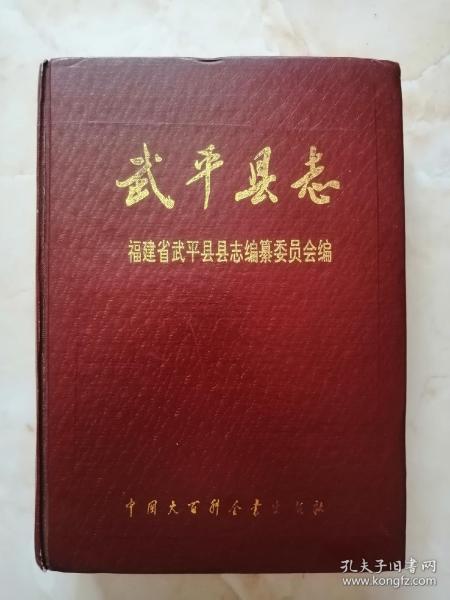 武平县志
福建省武平县县志编纂委员会编
中国大百科全书出版社
孔夫子旧书网
www.kongfz.com